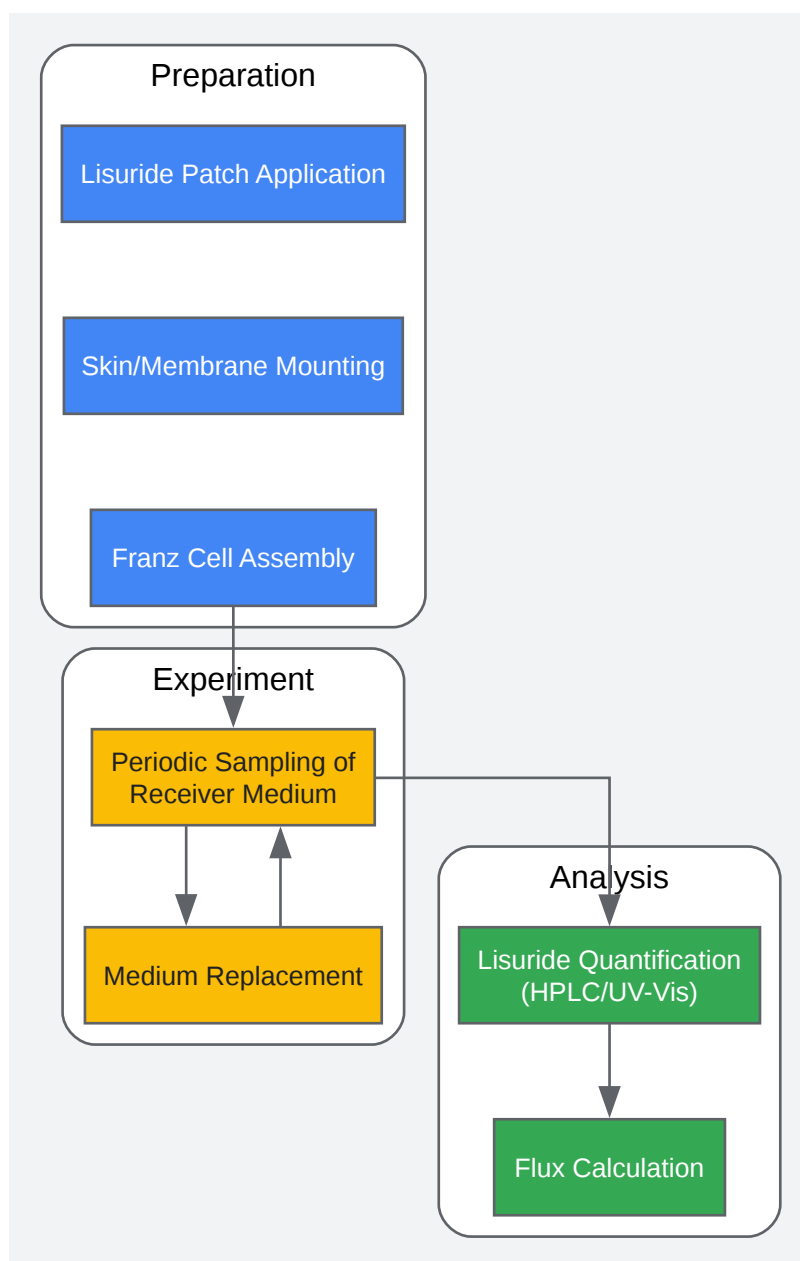 Preparation
Lisuride Patch Application
Skin/Membrane Mounting
Franz Cell Assembly
Experiment
Periodic Sampling of
Receiver Medium
Medium Replacement
Analysis
Lisuride Quantification
(HPLC/UV-Vis)
Flux Calculation